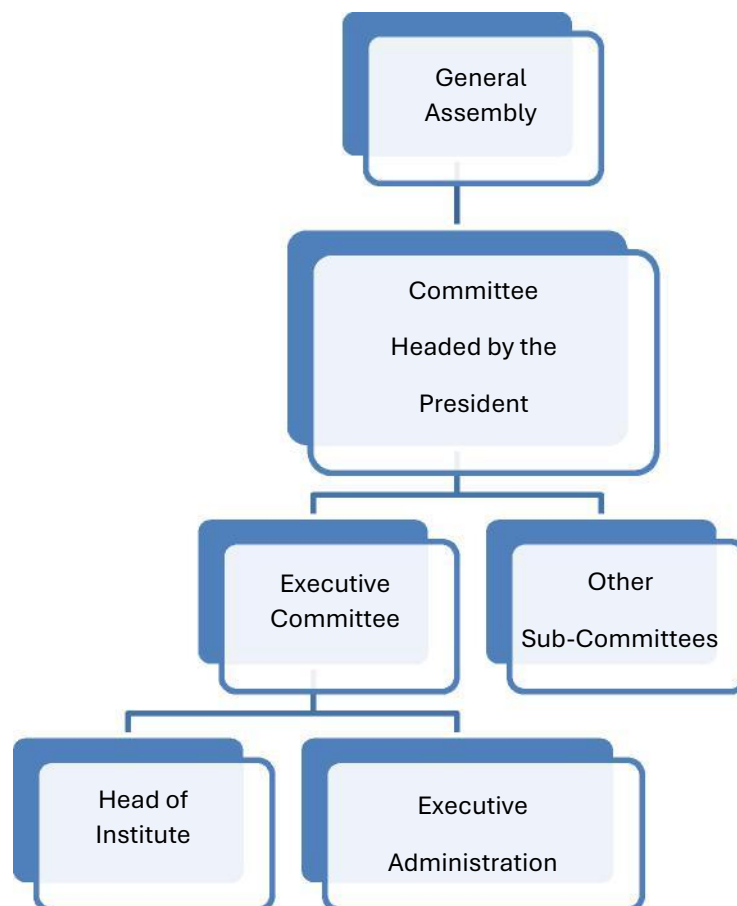 General
Assembly
Committee
Headed by the
President
Executive
Committee
Other
Sub-Committees
Head of
Institute
Executive
Administration